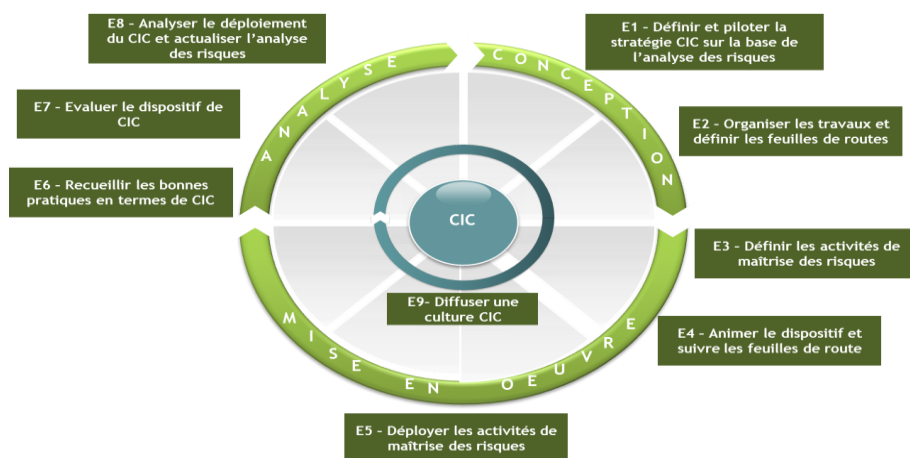 E8 - Analyser le déploiement
du CIC et actualiser l'analyse
des risques
E1 - Définir et piloter la
stratégie CIC sur la base de
l'analyse des risques
ANALYSE
CONCEPTION
E7 - Evaluer le dispositif de
CIC
E2 - Organiser les travaux et
définir les feuilles de routes
E6 - Recueillir les bonnes
pratiques en termes de CIC
CIC
E3 - Définir les activités de
maîtrise des risques
E9- Diffuser une
culture CIC
E4 - Animer le dispositif et
suivre les feuilles de route
MISE EN OEUVRE
E5 - Déployer les activités de
maîtrise des risques